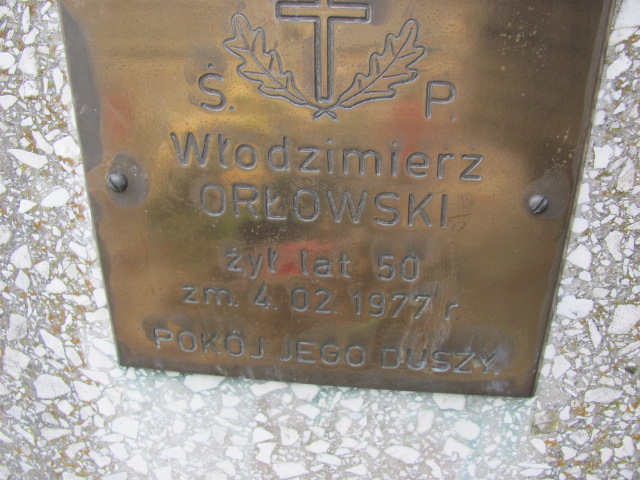 Ś. P.
Włodzimierz
ORŁOWSKI
żył lat 50
zm. 4. 02. 1977 r
POKÓJ JEGO DUSZY.